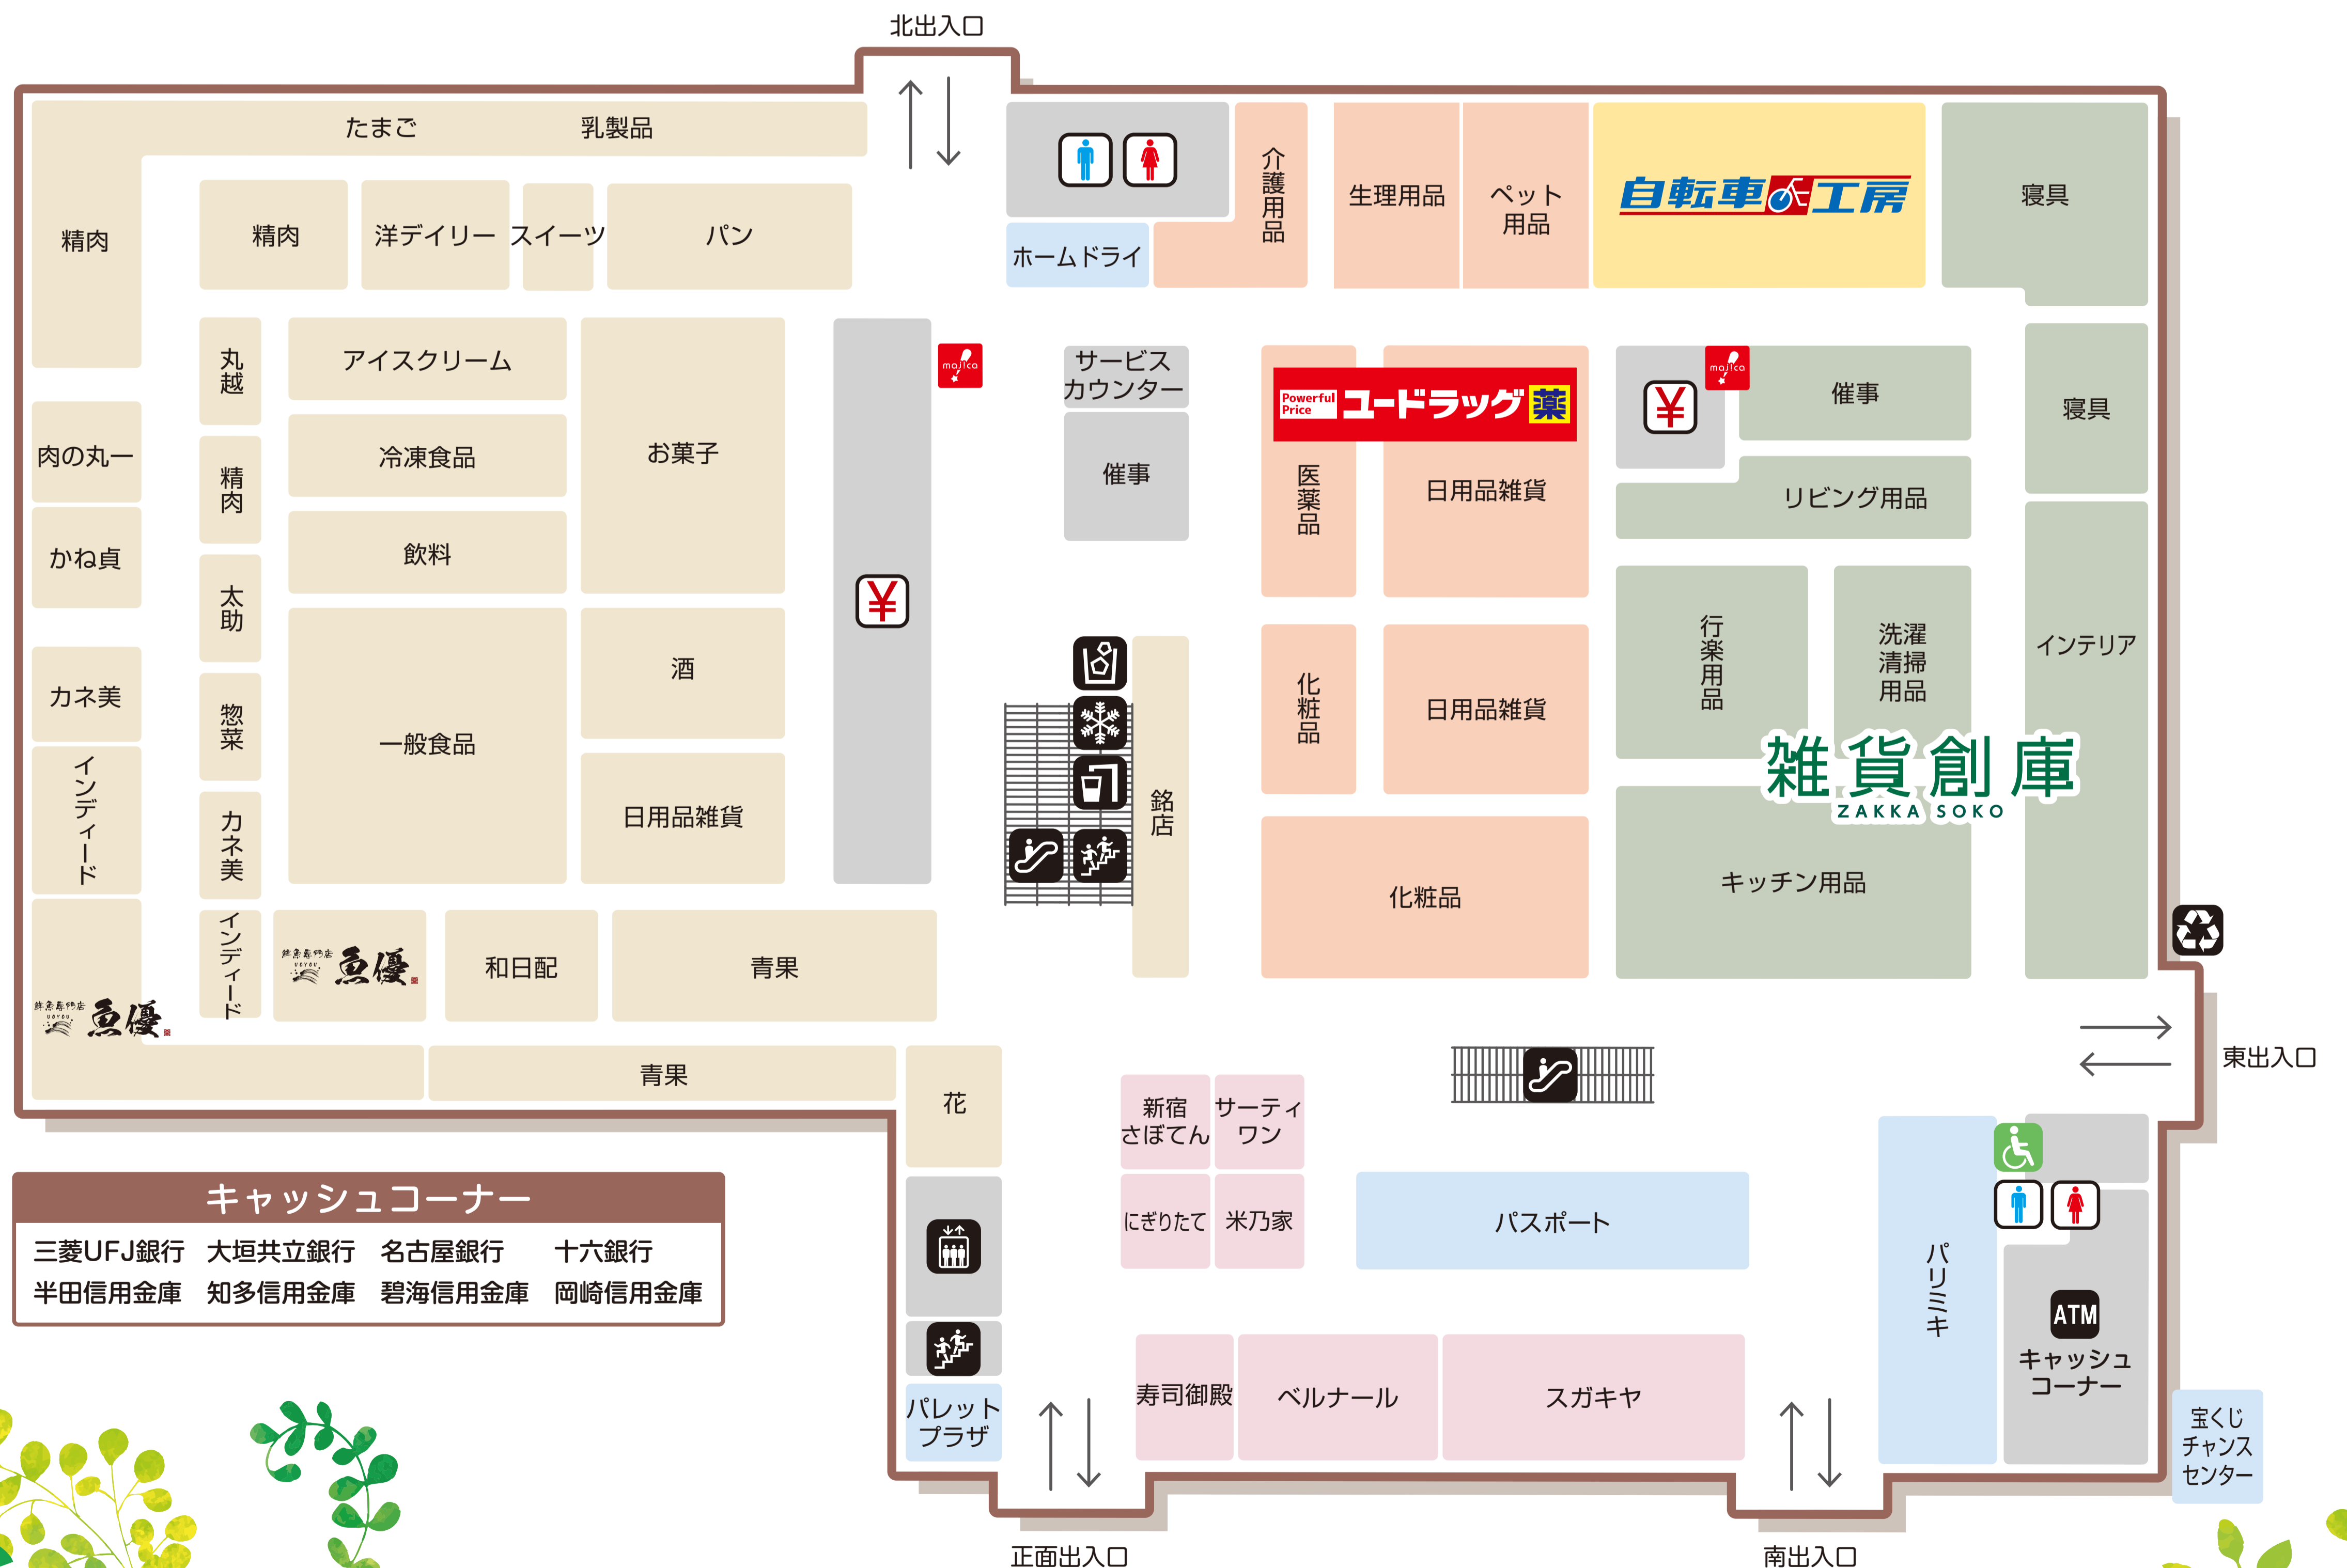 北出入口
たまご
乳製品
精肉
精肉
洋デイリー
スイーツ
パン
介護用品
生理用品
ペット
用品
自転車工房
寝具
ホームドライ
丸越
アイスクリーム
お菓子
majica
サービス
カウンター
Powerful
Price
ユードラッグ 薬
¥
majica
催事
寝具
肉の丸一
精肉
冷凍食品
催事
医薬品
日用品雑貨
リビング用品
かね貞
太助
飲料
¥
行楽用品
洗濯
清掃
用品
インテリア
カネ美
惣菜
一般食品
酒
化粧品
日用品雑貨
雑貨創庫
ZAKKA SOKO
インディード
カネ美
日用品雑貨
銘店
化粧品
キッチン用品
インディード
鮮魚専門店
UOYOU
魚優
和日配
青果
鮮魚専門店
UOYOU
魚優
青果
花
東出入口
新宿
さぼてん
サーティ
ワン
にぎりたて
米乃家
パスポート
パリミキ
ATM
キャッシュ
コーナー
キャッシュコーナー
三菱UFJ銀行 大垣共立銀行 名古屋銀行 十六銀行
半田信用金庫 知多信用金庫 碧海信用金庫 岡崎信用金庫
パレット
プラザ
寿司御殿
ベルナール
スガキヤ
宝くじ
チャンス
センター
正面出入口
南出入口